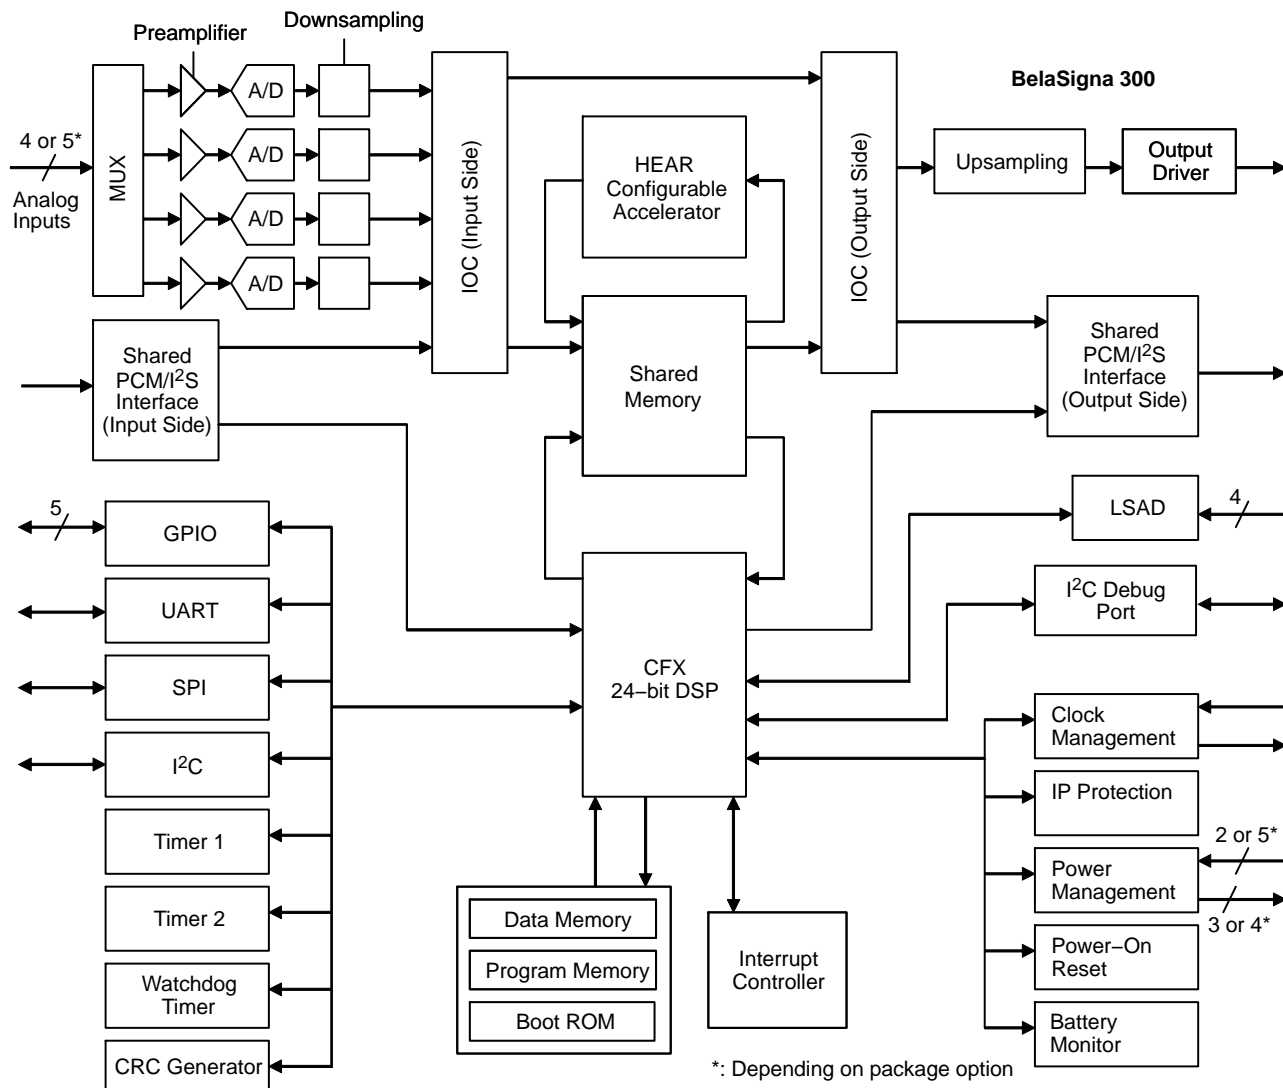 Downsampling
Preamplifier
BelaSigna 300
4 or 5*
Analog
Inputs
MUX
A/D
A/D
A/D
A/D
IOC (Input Side)
HEAR
Configurable
Accelerator
IOC (Output Side)
Upsampling
Output
Driver
Shared
PCM/I²S
Interface
(Input Side)
Shared
Memory
Shared
PCM/I²S
Interface
(Output Side)
5
GPIO
UART
SPI
I²C
Timer 1
Timer 2
Watchdog
Timer
CRC Generator
CFX
24−bit DSP
LSAD
4
I²C Debug
Port
Clock
Management
IP Protection
Power
Management
2 or 5*
3 or 4*
Power−On
Reset
Battery
Monitor
Data Memory
Program Memory
Boot ROM
Interrupt
Controller
*: Depending on package option